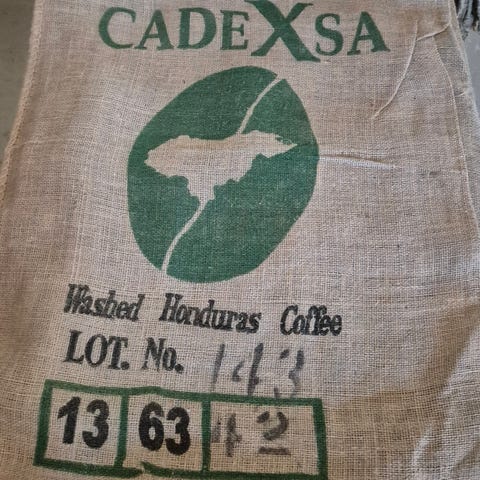 CADEXSA
Washed Honduras Coffee
LOT. No. 143
13 63 42